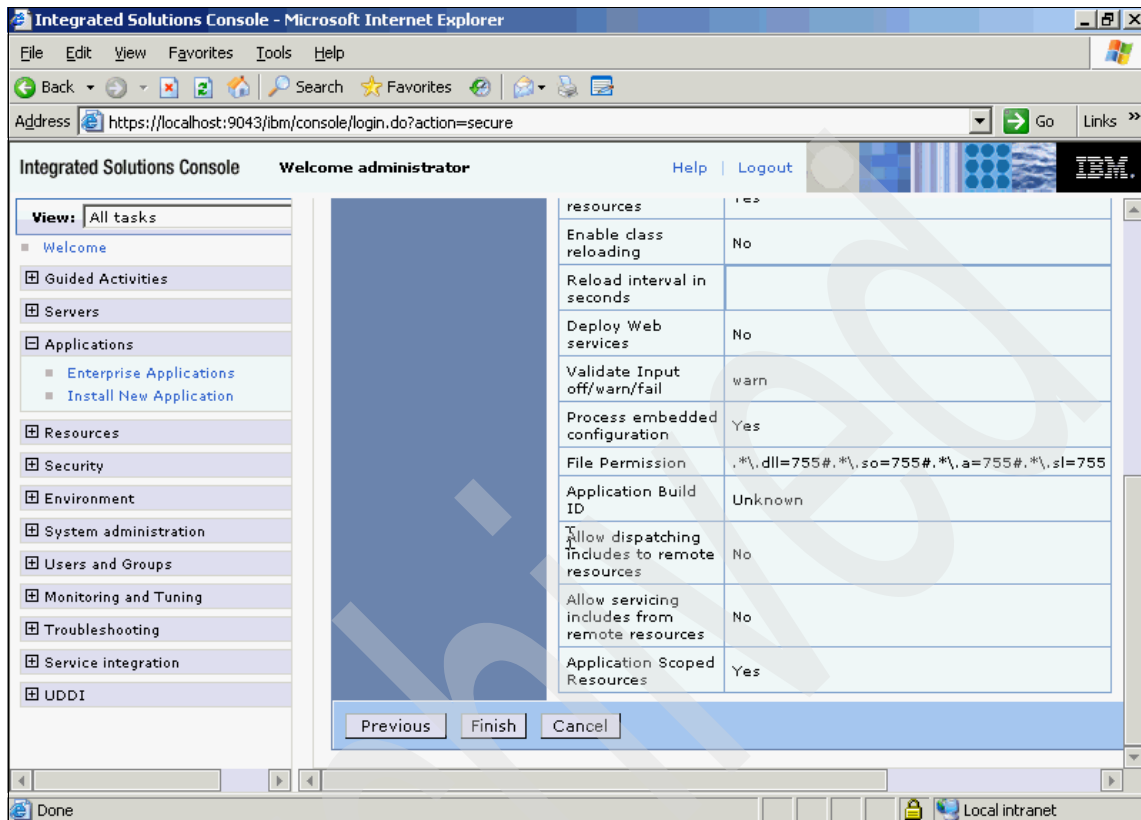 Integrated Solutions Console - Microsoft Internet Explorer
File Edit View Favorites Tools Help
Back Search Favorites
Address https://localhost:9043/ibm/console/login.do?action=secure Go Links »
Integrated Solutions Console Welcome administrator Help | Logout IBM.
View: All tasks
Welcome
Guided Activities
Servers
Applications
Enterprise Applications
Install New Application
Resources
Security
Environment
System administration
Users and Groups
Monitoring and Tuning
Troubleshooting
Service integration
UDDI
resources Yes
Enable class
reloading
No
Reload interval in
seconds
Deploy Web
services
No
Validate Input
off/warn/fail
warn
Process embedded
configuration
Yes
File Permission .*\.dll=755#.*\.so=755#.*\.a=755#.*\.sl=755
Application Build
ID
Unknown
Allow dispatching
includes to remote
resources
No
Allow servicing
includes from
remote resources
No
Application Scoped
Resources
Yes
Previous Finish Cancel
Done Local intranet